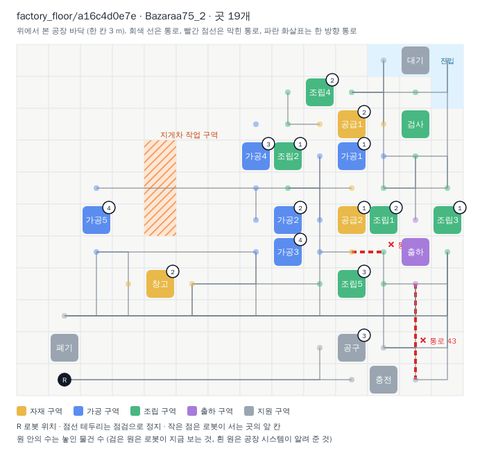 factory_floor/a16c4d0e7e · Bazaraa75_2 · 곳 19개
위에서 본 공장 바닥 (한 칸 3 m). 회색 선은 통로, 빨간 점선은 막힌 통로, 파란 화살표는 한 방향 통로
대기
진입
2
조립4
2
공급1
검사
지게차 작업 구역
3
가공4
1
조립2
1
가공1
4
가공5
2
가공2
1
공급2
2
조립1
1
조립3
4
가공3
✕
출하
2
창고
3
조립5
✕ 통로 43
폐기
3
공구
R
충전
자재 구역
가공 구역
조립 구역
출하 구역
지원 구역
R 로봇 위치 · 점선 테두리는 점검으로 정지 · 작은 점은 로봇이 서는 곳의 앞 칸
원 안의 수는 놓인 물건 수 (검은 원은 로봇이 지금 보는 것, 흰 원은 공장 시스템이 알려 준 것)